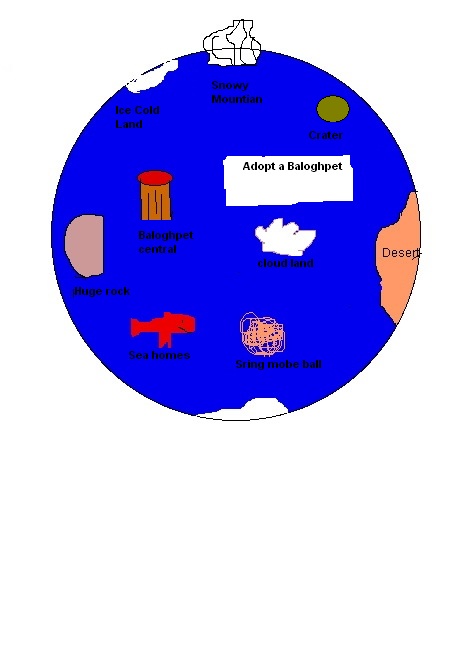 Snowy
Mountian
Ice Cold
Land
Crater
Adopt a Baloghpet
Baloghpet
central
Desert
cloud land
Huge rock
Sea homes
Sring mobe ball